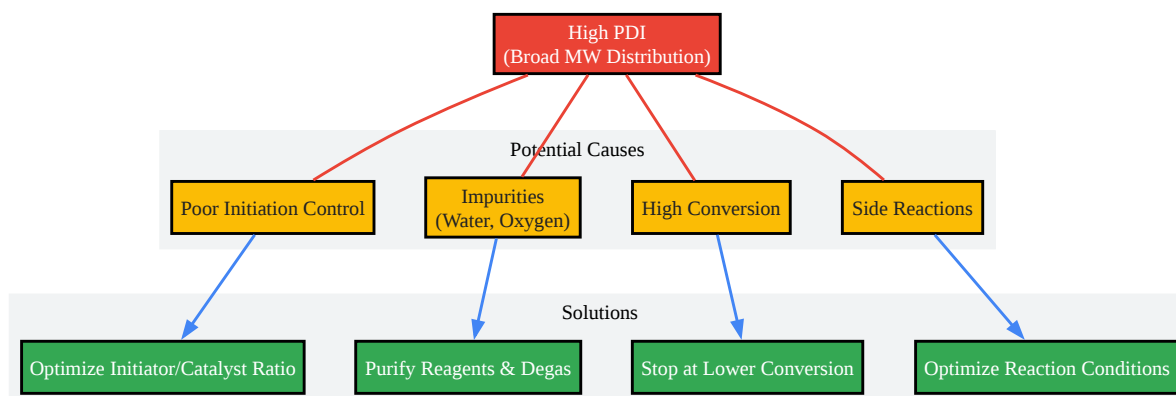 High PDI
(Broad MW Distribution)
Potential Causes
Poor Initiation Control
Impurities
(Water, Oxygen)
High Conversion
Side Reactions
Solutions
Optimize Initiator/Catalyst Ratio
Purify Reagents & Degas
Stop at Lower Conversion
Optimize Reaction Conditions